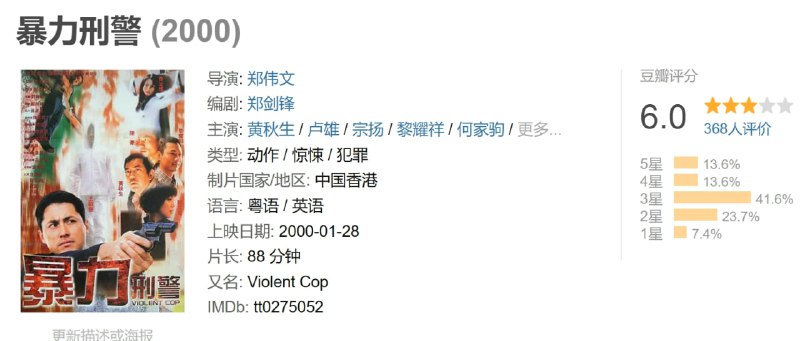 暴力刑警 (2000)
导演: 郑伟文
编剧: 郑剑锋
主演: 黄秋生 / 卢雄 / 宗扬 / 黎耀祥 / 何家驹 / 更多...
类型: 动作 / 惊悚 / 犯罪
制片国家/地区: 中国香港
语言: 粤语 / 英语
上映日期: 2000-01-28
片长: 88 分钟
又名: Violent Cop
IMDb: tt0275052
豆瓣评分
6.0
368人评价
5星 13.6%
4星 13.6%
3星 41.6%
2星 23.7%
1星 7.4%
暴力刑警
VIOLENT COP
更新描述或海报